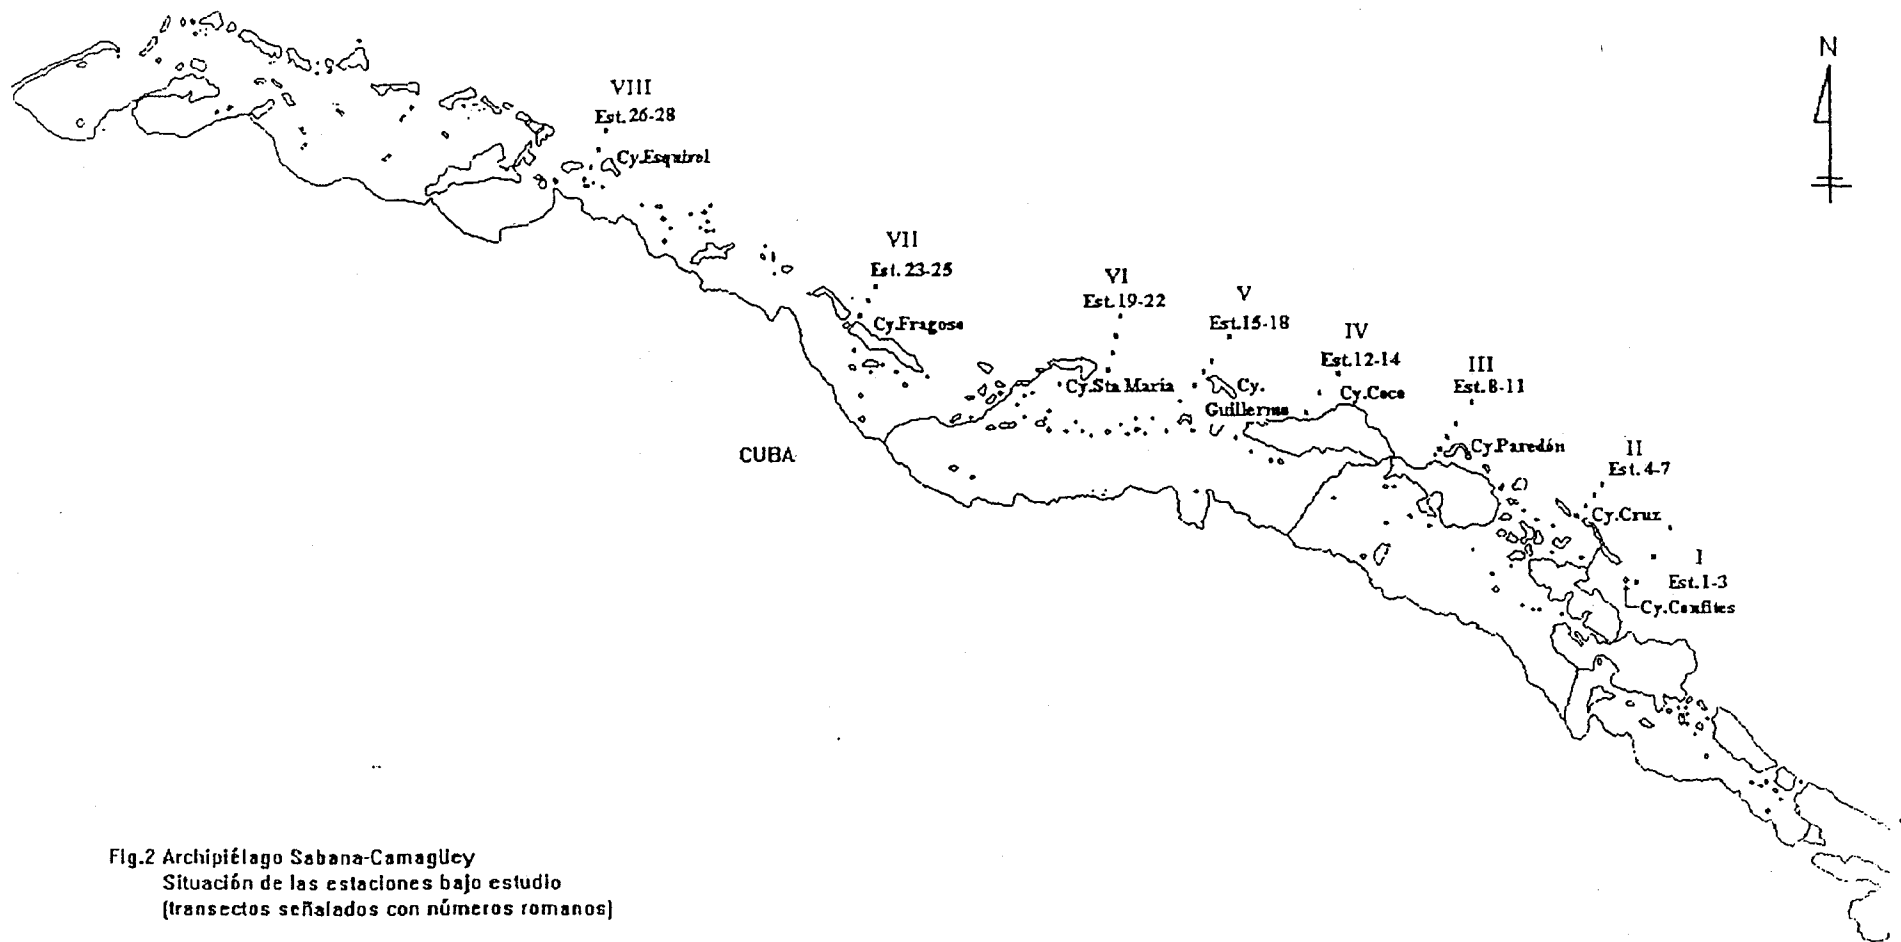 N
VIII
Est.26-28
Cy.Esquirol
VII
Est.23-25
Cy.Fragoso
VI
Est.19-22
Cy.Sta María
V
Est.15-18
Cy.
Guillermo
IV
Est.12-14
Cy.Coco
III
Est.8-11
Cy.Paredón
II
Est.4-7
Cy.Cruz
I
Est.1-3
Cy.Confites
CUBA
Fig.2 Archipiélago Sabana-Camagüey
Situación de las estaciones bajo estudio
(transectos señalados con números romanos)